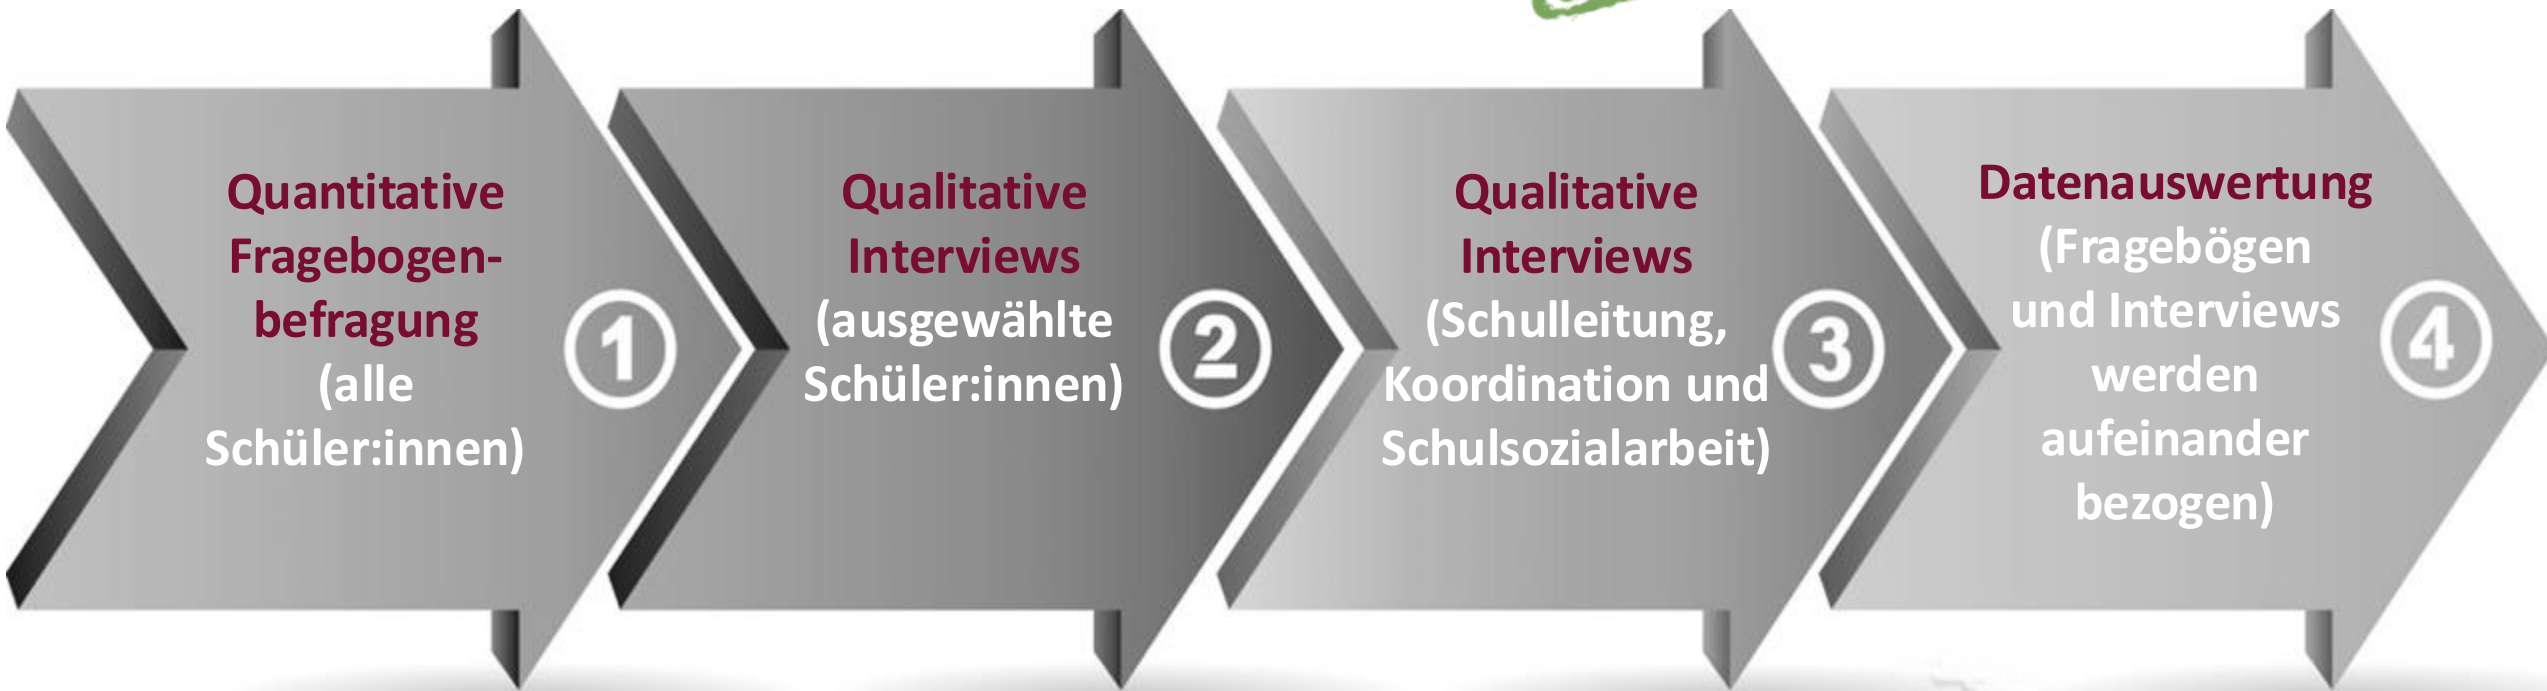 Quantitative
Fragebogen-
befragung
(alle
Schüler:innen)
1
Qualitative
Interviews
(ausgewählte
Schüler:innen)
2
Qualitative
Interviews
(Schulleitung,
Koordination und
Schulsozialarbeit)
3
Datenauswertung
(Fragebögen
und Interviews
werden
aufeinander
bezogen)
4